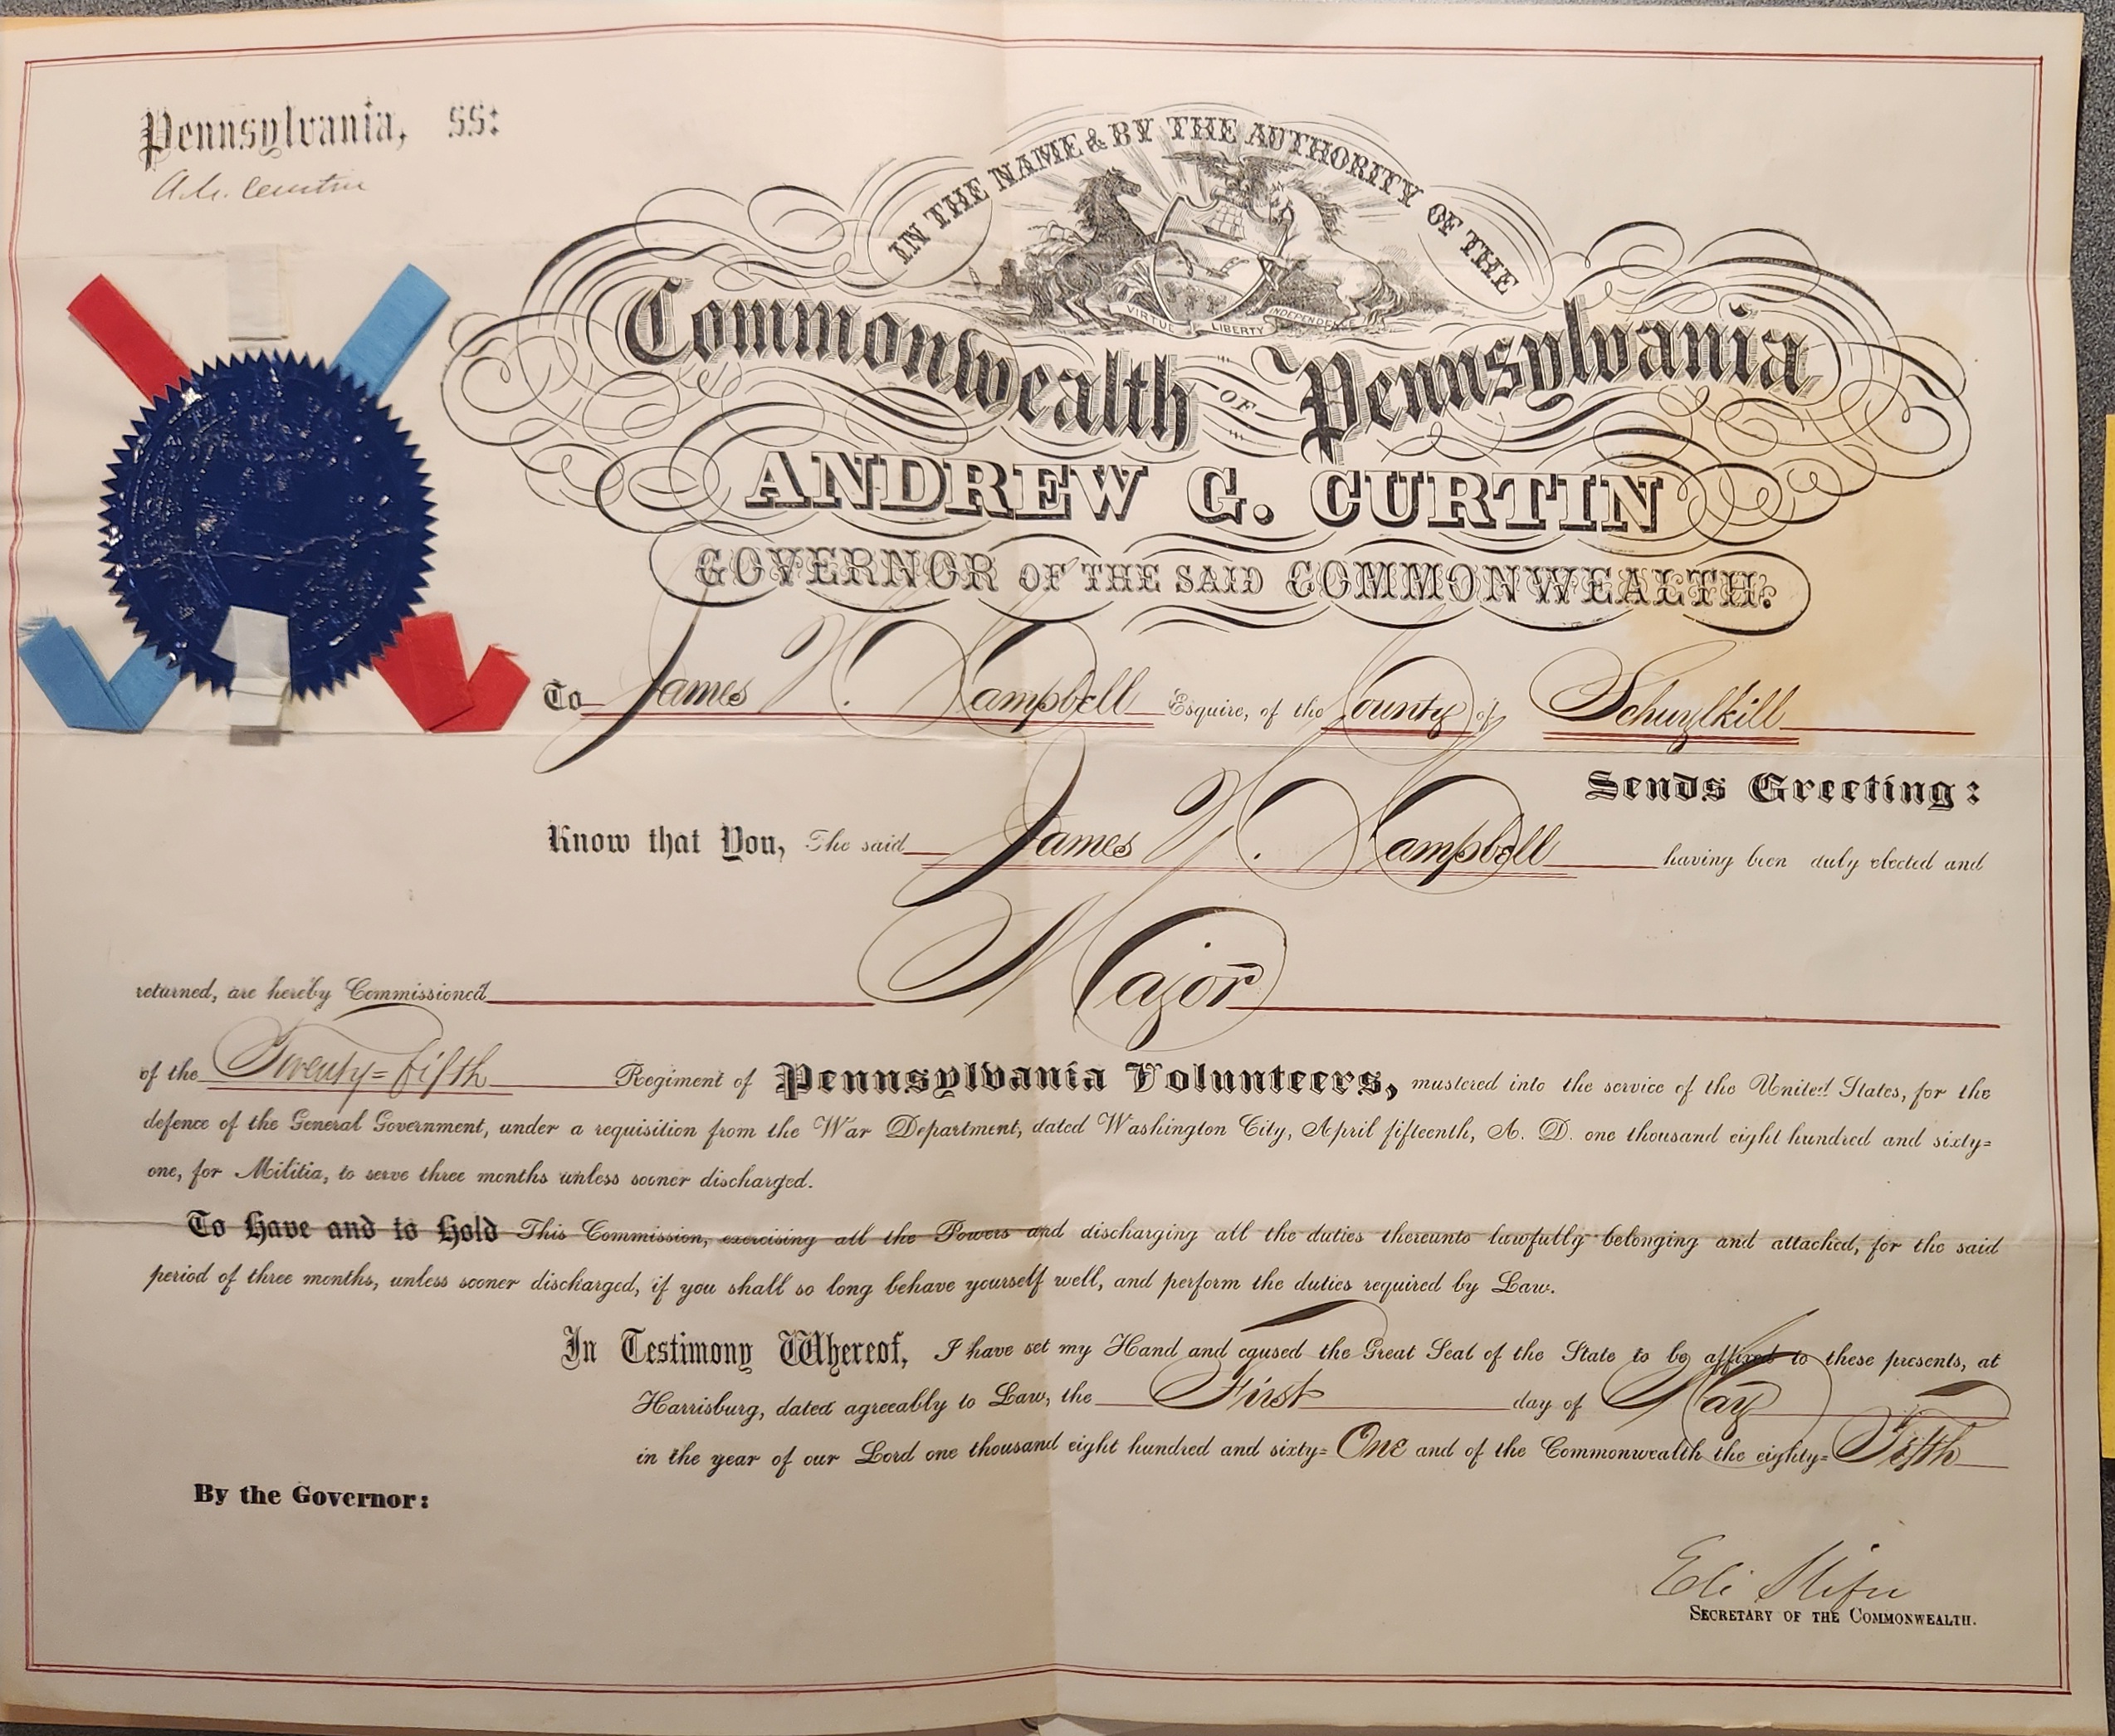 Pennsylvania, SS:
A. G. Curtin
IN THE NAME & BY THE AUTHORITY OF THE
VIRTUE LIBERTY INDEPENDENCE
Commonwealth OF Pennsylvania
ANDREW G. CURTIN
GOVERNOR OF THE SAID COMMONWEALTH.
To James H. Campbell Esquire, of the County of Schuylkill
Sends Greeting:
Know that You, The said James H. Campbell having been duly elected and
returned, are hereby Commissioned Major
of the Twenty=Fifth Regiment of Pennsylvania Volunteers, mustered into the service of the United States, for the
defence of the General Government, under a requisition from the War Department, dated Washington City, April fifteenth, A. D. one thousand eight hundred and sixty=
one, for Militia, to serve three months unless sooner discharged.
To Have and to Hold This Commission, exercising all the Powers and discharging all the duties thereunto lawfully belonging and attached, for the said
period of three months, unless sooner discharged, if you shall so long behave yourself well, and perform the duties required by Law.
In Testimony Whereof, I have set my Hand and caused the Great Seal of the State to be affixed to these presents, at
Harrisburg, dated agreeably to Law, the First day of May
in the year of our Lord one thousand eight hundred and sixty= One and of the Commonwealth the eighty= Fifth
By the Governor:
Eli Slifer
SECRETARY OF THE COMMONWEALTH.